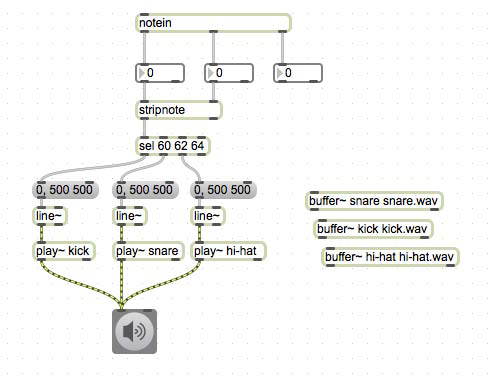 notein
0
0
0
stripnote
sel 60 62 64
0, 500 500
0, 500 500
0, 500 500
line~
line~
line~
play~ kick
play~ snare
play~ hi-hat
buffer~ snare snare.wav
buffer~ kick kick.wav
buffer~ hi-hat hi-hat.wav